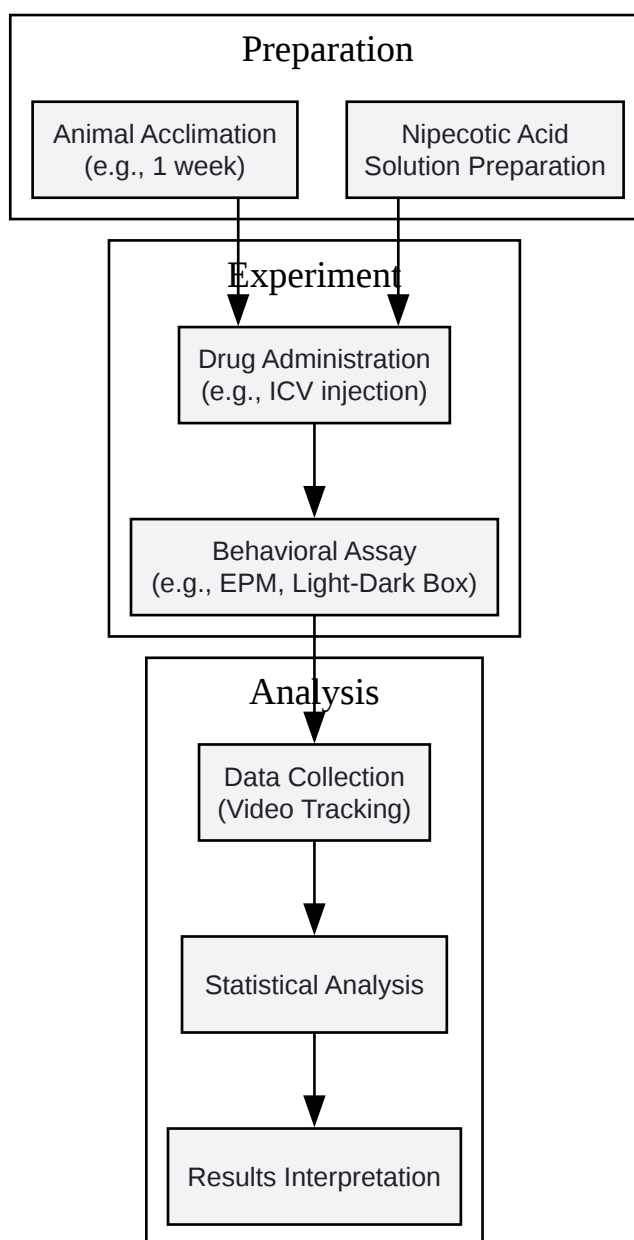 Preparation
Animal Acclimation
(e.g., 1 week)
Nipecotic Acid
Solution Preparation
Experiment
Drug Administration
(e.g., ICV injection)
Behavioral Assay
(e.g., EPM, Light-Dark Box)
Analysis
Data Collection
(Video Tracking)
Statistical Analysis
Results Interpretation